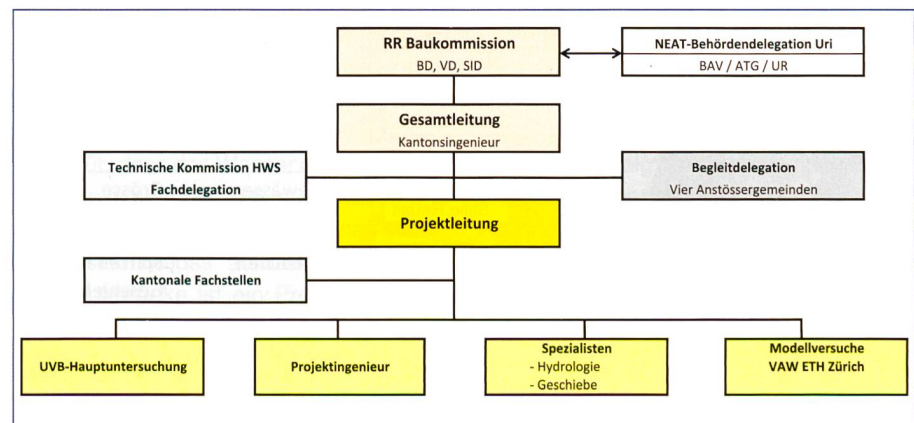 RR Baukommission
BD, VD, SID
NEAT-Behördendelegation Uri
BAV / ATG / UR
Gesamtleitung
Kantonsingenieur
Technische Kommission HWS
Fachdelegation
Begleitdelegation
Vier Anstössergemeinden
Projektleitung
Kantonale Fachstellen
UVB-Hauptuntersuchung
Projektingenieur
Spezialisten
- Hydrologie
- Geschiebe
Modellversuche
VAW ETH Zürich